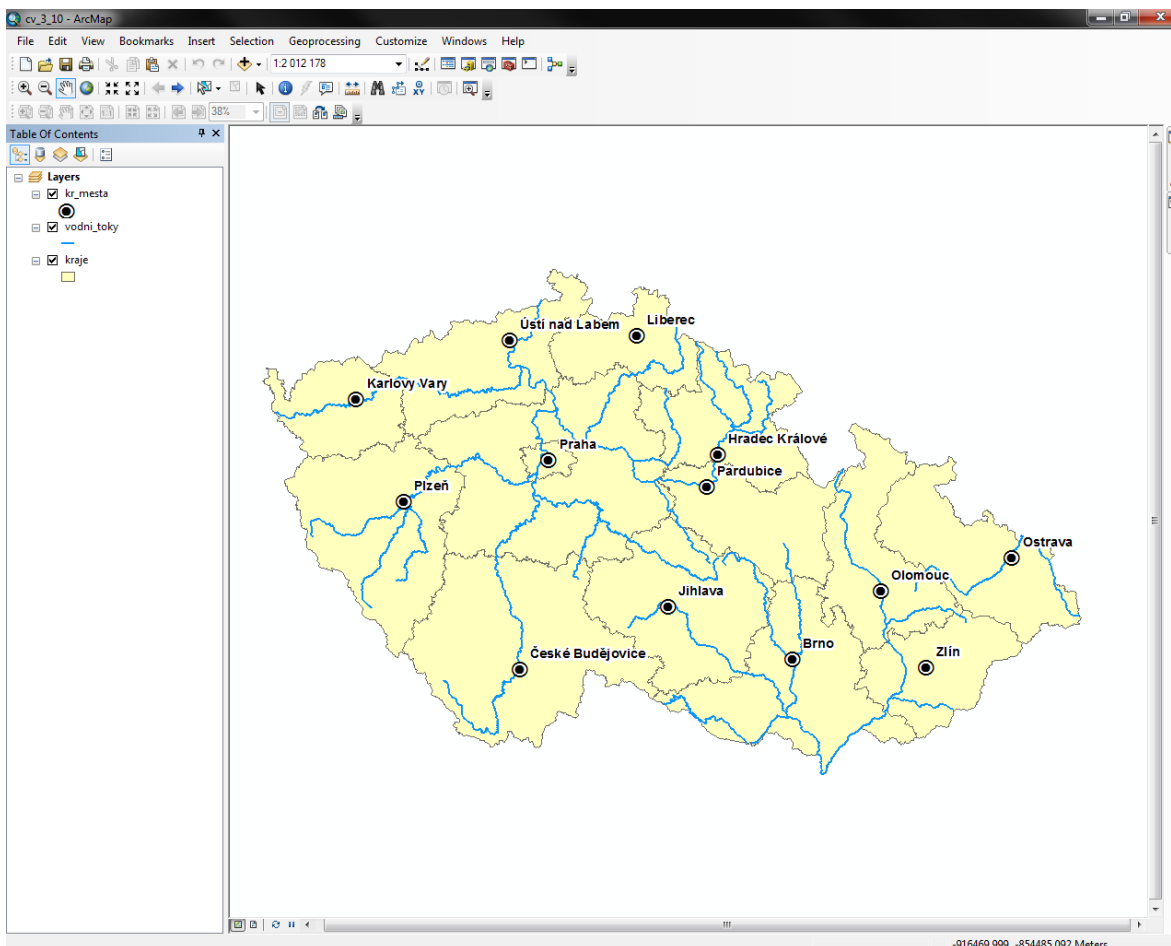 cv_3_10 - ArcMap
File Edit View Bookmarks Insert Selection Geoprocessing Customize Windows Help
1:2 012 178
38%
Table Of Contents
Layers
kr_mesta
vodni_toky
kraje
Ústí nad Labem
Liberec
Karlovy Vary
Hradec Králové
Praha
Pardubice
Plzeň
Ostrava
Olomouc
Jihlava
Brno
Zlín
České Budějovice
-916469,999 -854485,092 Meters